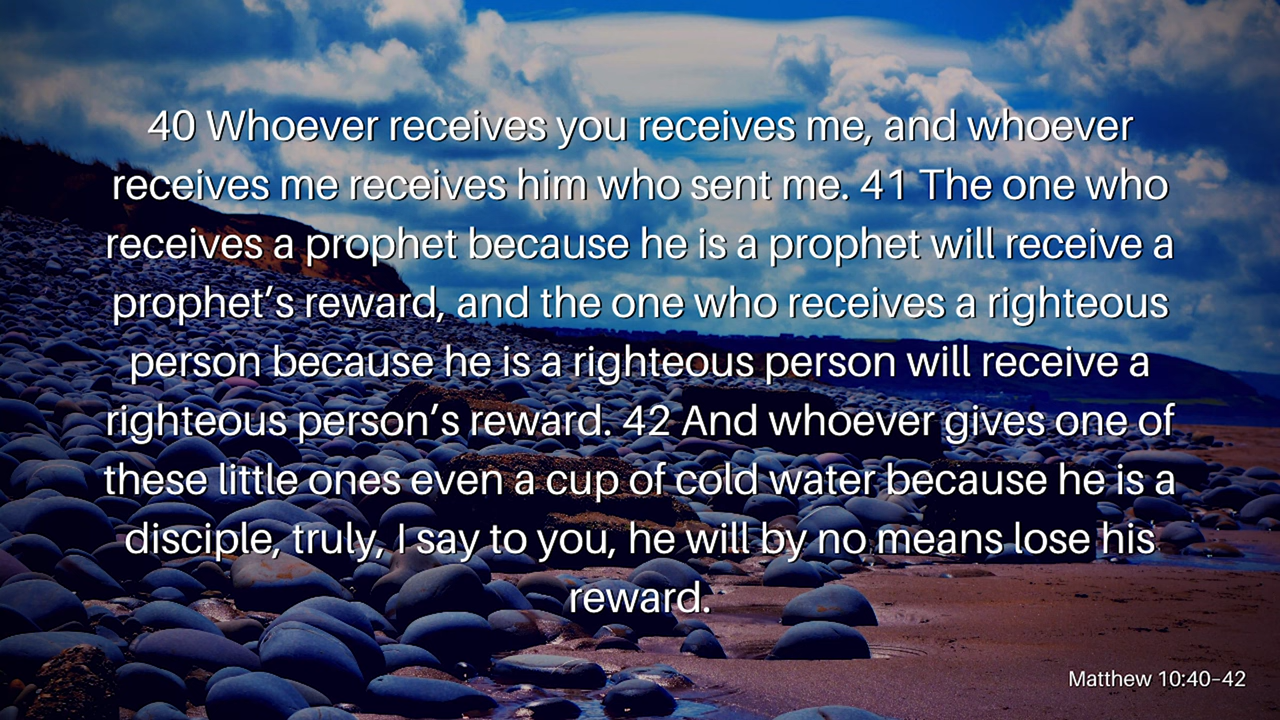 40 Whoever receives you receives me, and whoever
receives me receives him who sent me. 41 The one who
receives a prophet because he is a prophet will receive a
prophet’s reward, and the one who receives a righteous
person because he is a righteous person will receive a
righteous person’s reward. 42 And whoever gives one of
these little ones even a cup of cold water because he is a
disciple, truly, I say to you, he will by no means lose his
reward.
Matthew 10:40–42